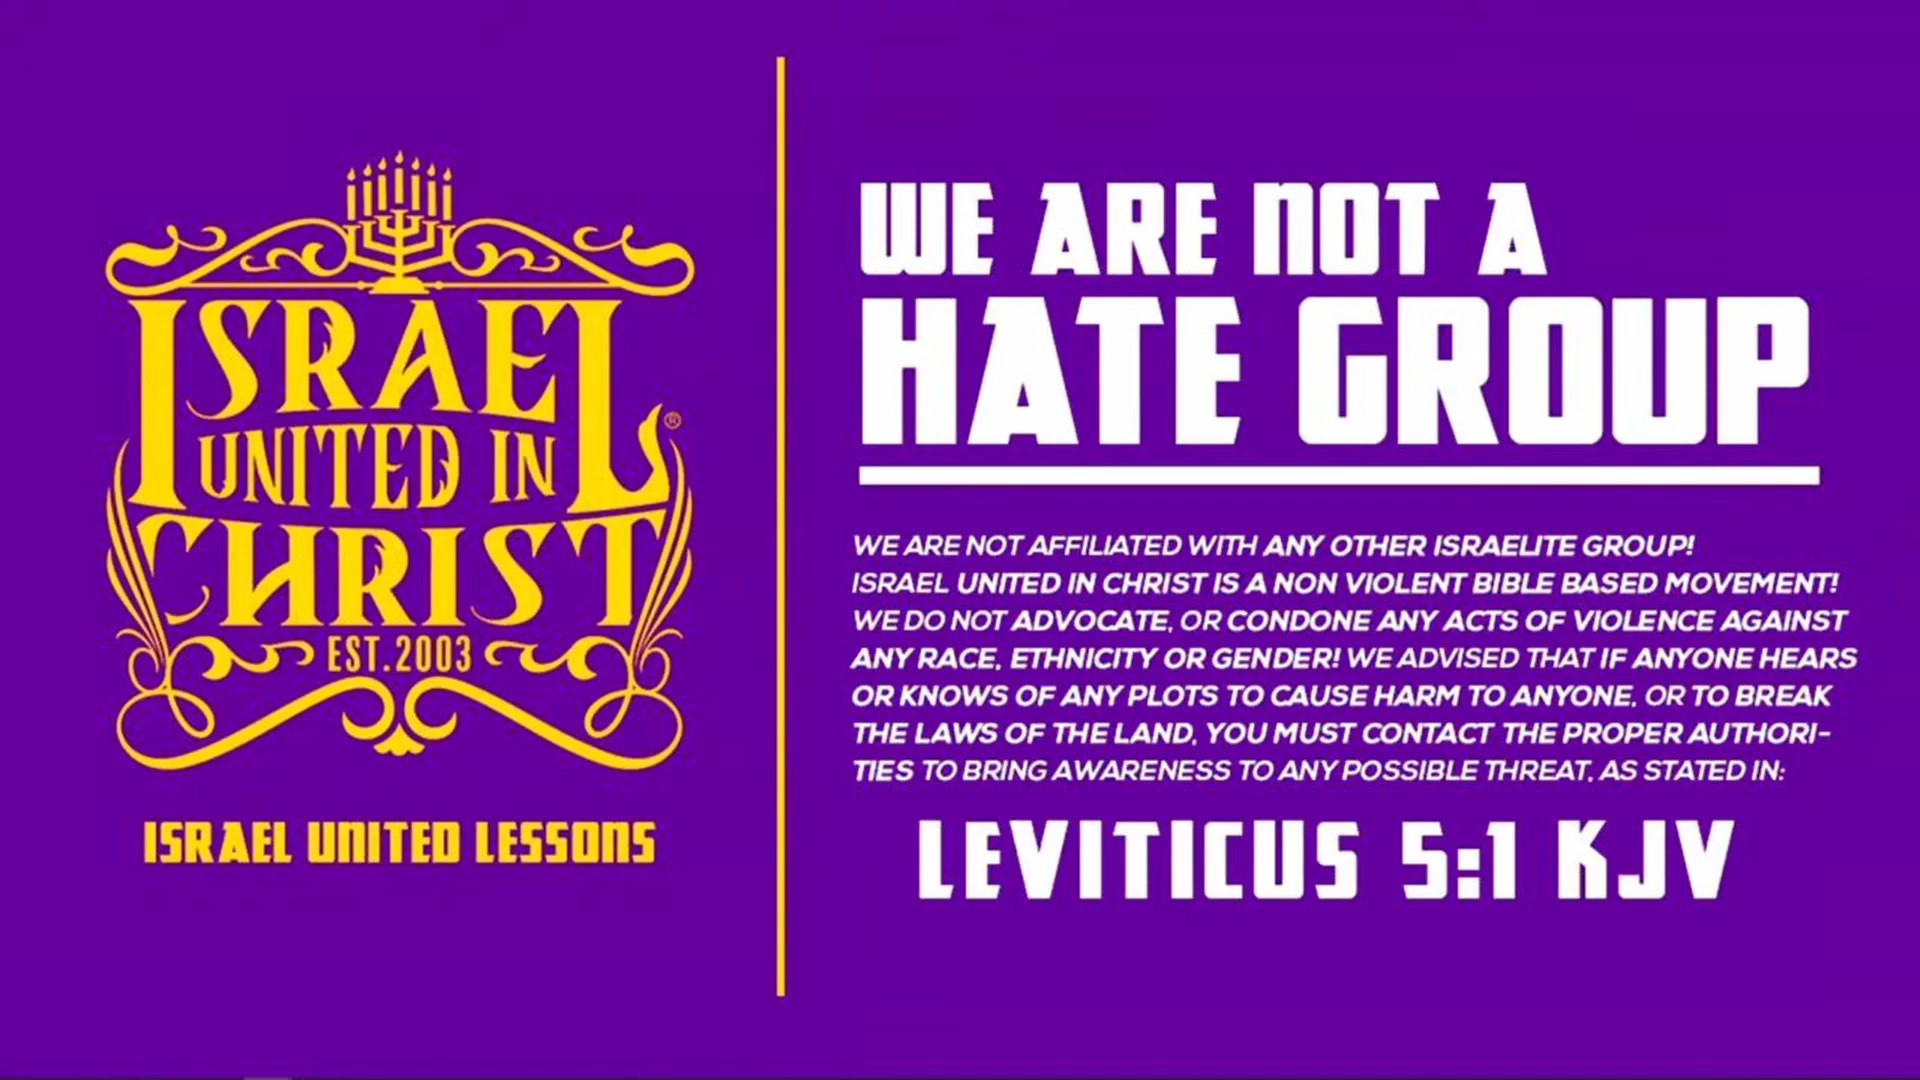 ISRAEL
UNITED IN
CHRIST®
EST.2003
ISRAEL UNITED LESSONS
WE ARE NOT A
HATE GROUP
WE ARE NOT AFFILIATED WITH ANY OTHER ISRAELITE GROUP!
ISRAEL UNITED IN CHRIST IS A NON VIOLENT BIBLE BASED MOVEMENT!
WE DO NOT ADVOCATE, OR CONDONE ANY ACTS OF VIOLENCE AGAINST
ANY RACE, ETHNICITY OR GENDER! WE ADVISED THAT IF ANYONE HEARS
OR KNOWS OF ANY PLOTS TO CAUSE HARM TO ANYONE, OR TO BREAK
THE LAWS OF THE LAND, YOU MUST CONTACT THE PROPER AUTHORI-
TIES TO BRING AWARENESS TO ANY POSSIBLE THREAT, AS STATED IN:
LEVITICUS 5:1 KJV